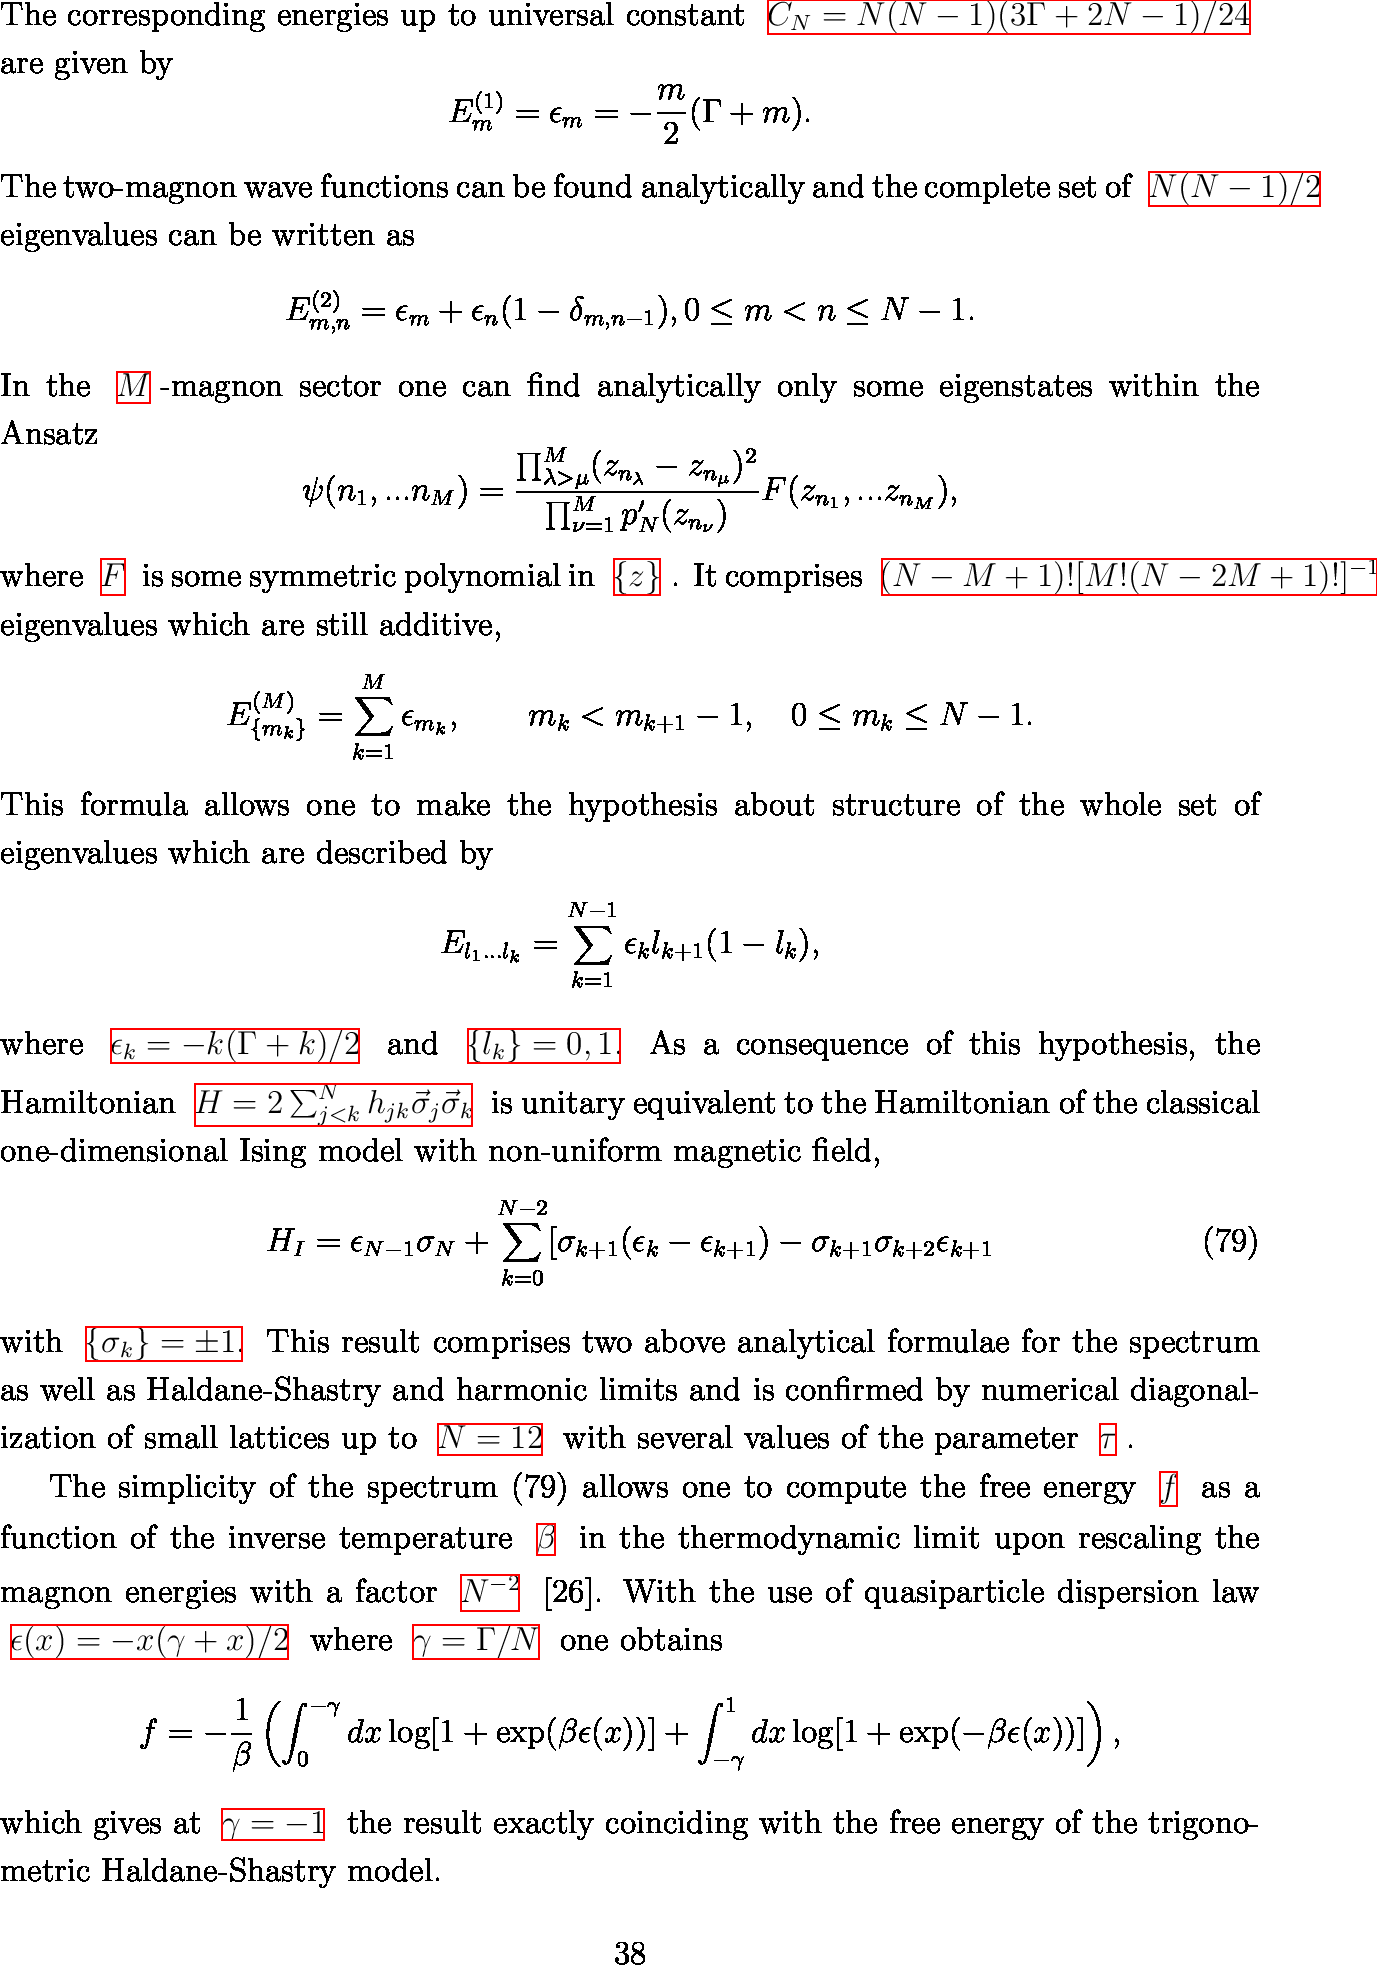 The corresponding energies up to universal constant $C_N = N(N-1)(3\Gamma+2N-1)/24$
are given by
$$E_m^{(1)} = \epsilon_m = -\frac{m}{2}(\Gamma+m).$$
The two-magnon wave functions can be found analytically and the complete set of $N(N-1)/2$
eigenvalues can be written as
$$E_{m,n}^{(2)} = \epsilon_m + \epsilon_n(1-\delta_{m,n-1}), 0 \leq m < n \leq N-1.$$
In the $M$ -magnon sector one can find analytically only some eigenstates within the
Ansatz
$$\psi(n_1,...n_M) = \frac{\prod_{\lambda>\mu}^{M}(z_{n_\lambda}-z_{n_\mu})^2}{\prod_{\nu=1}^{M}p'_N(z_{n_\nu})}F(z_{n_1},...z_{n_M}),$$
where $F$ is some symmetric polynomial in $\{z\}$ . It comprises $(N-M+1)![M!(N-2M+1)!]^{-1}$
eigenvalues which are still additive,
$$E_{\{m_k\}}^{(M)} = \sum_{k=1}^{M}\epsilon_{m_k}, \qquad m_k < m_{k+1}-1, \quad 0 \leq m_k \leq N-1.$$
This formula allows one to make the hypothesis about structure of the whole set of
eigenvalues which are described by
$$E_{l_1...l_k} = \sum_{k=1}^{N-1}\epsilon_k l_{k+1}(1-l_k),$$
where $\epsilon_k = -k(\Gamma+k)/2$ and $\{l_k\} = 0,1.$ As a consequence of this hypothesis, the
Hamiltonian $H = 2\sum_{j<k}^{N}h_{jk}\vec{\sigma}_j\vec{\sigma}_k$ is unitary equivalent to the Hamiltonian of the classical
one-dimensional Ising model with non-uniform magnetic field,
$$H_I = \epsilon_{N-1}\sigma_N + \sum_{k=0}^{N-2}[\sigma_{k+1}(\epsilon_k-\epsilon_{k+1}) - \sigma_{k+1}\sigma_{k+2}\epsilon_{k+1} \qquad (79)$$
with $\{\sigma_k\} = \pm 1.$ This result comprises two above analytical formulae for the spectrum
as well as Haldane-Shastry and harmonic limits and is confirmed by numerical diagonal-
ization of small lattices up to $N = 12$ with several values of the parameter $\tau$ .
The simplicity of the spectrum (79) allows one to compute the free energy $f$ as a
function of the inverse temperature $\beta$ in the thermodynamic limit upon rescaling the
magnon energies with a factor $N^{-2}$ [26]. With the use of quasiparticle dispersion law
$\epsilon(x) = -x(\gamma+x)/2$ where $\gamma = \Gamma/N$ one obtains
$$f = -\frac{1}{\beta}\left(\int_0^{-\gamma}dx\log[1+\exp(\beta\epsilon(x))] + \int_{-\gamma}^{1}dx\log[1+\exp(-\beta\epsilon(x))]\right),$$
which gives at $\gamma = -1$ the result exactly coinciding with the free energy of the trigono-
metric Haldane-Shastry model.
38